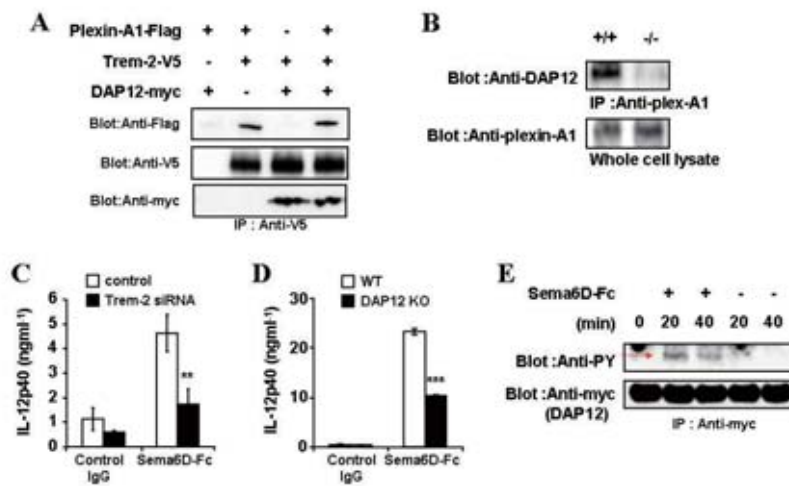 A
Plexin-A1-Flag + + - +
Trem-2-V5 - + + +
DAP12-myc + - + +
Blot:Anti-Flag
Blot:Anti-V5
Blot:Anti-myc
IP : Anti-V5
B
+/+ -/-
Blot :Anti-DAP12
IP :Anti-plex-A1
Blot :Anti-plexin-A1
Whole cell lysate
C
control
Trem-2 siRNA
IL-12p40 (ngml-1)
6
5
4
3
2
1
0
**
Control IgG
Sema6D-Fc
D
WT
DAP12 KO
IL-12p40 (ngml-1)
30
20
10
0
***
Control IgG
Sema6D-Fc
E
Sema6D-Fc + + - -
(min) 0 20 40 20 40
Blot :Anti-PY
Blot :Anti-myc
(DAP12)
IP : Anti-myc